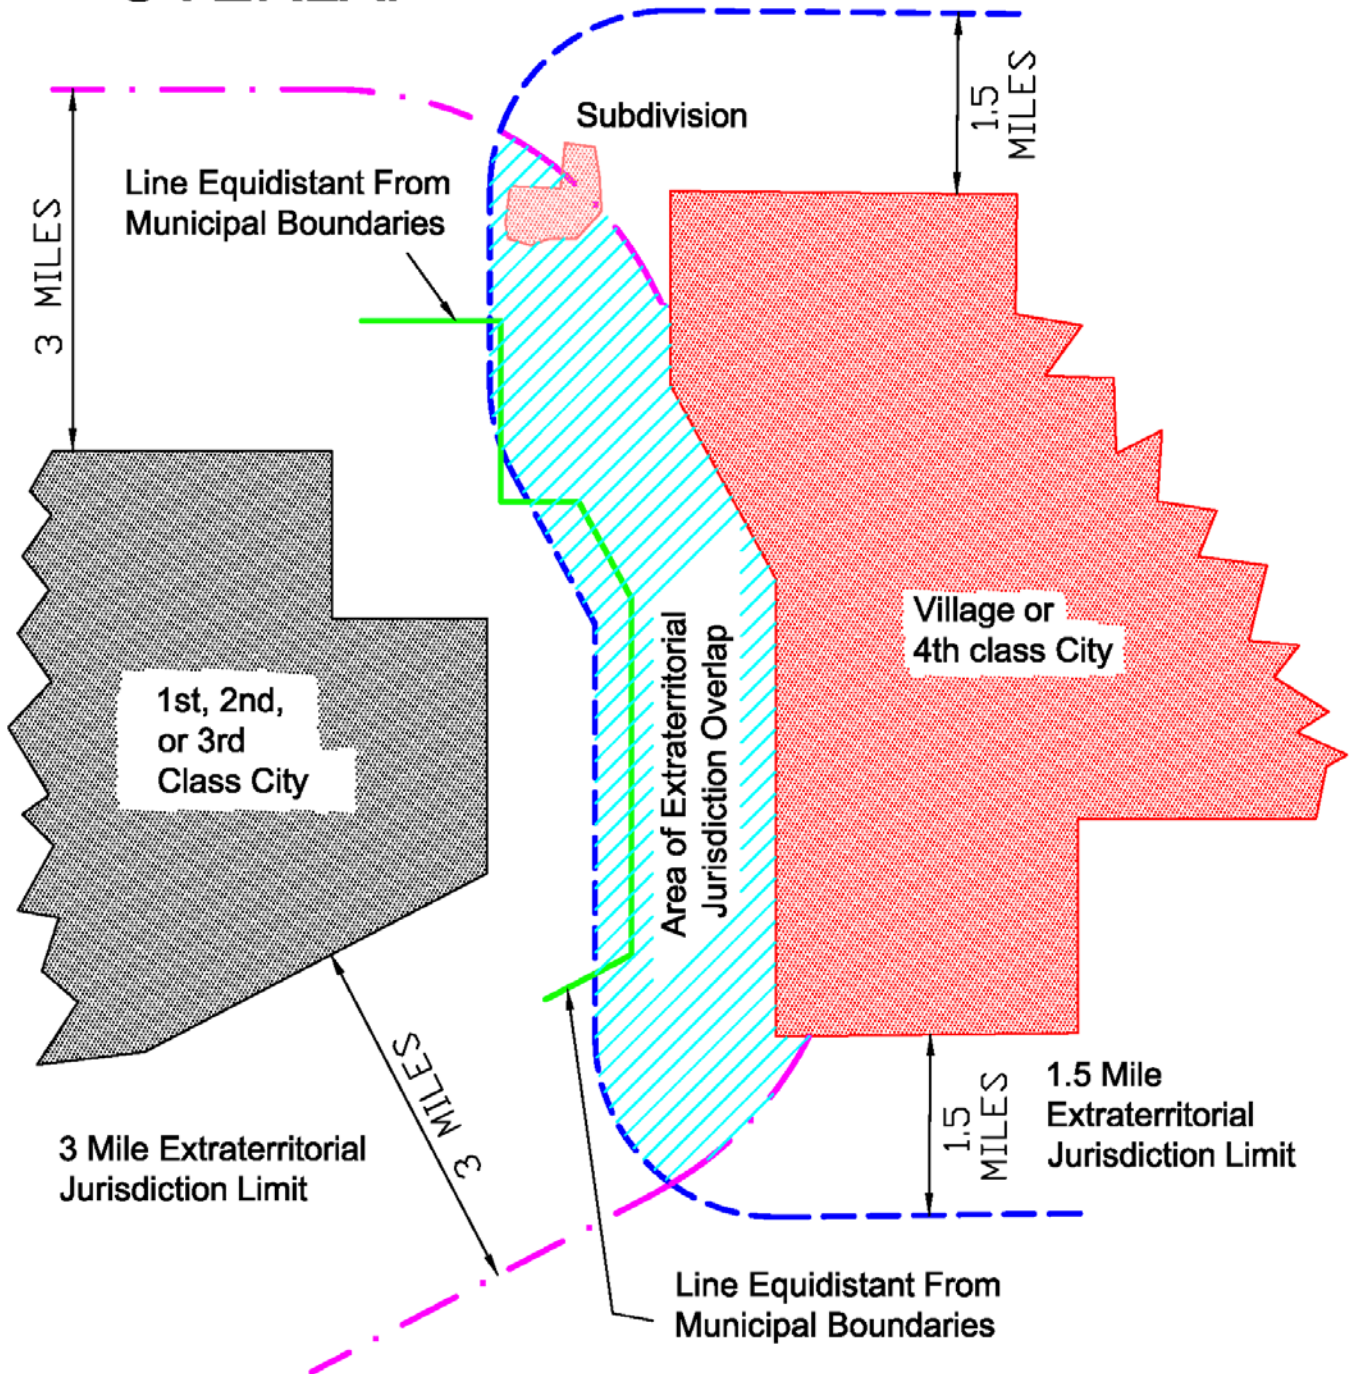 Subdivision
1.5
MILES
Line Equidistant From
Municipal Boundaries
3 MILES
Village or
4th class City
1st, 2nd,
or 3rd
Class City
Area of Extraterritorial
Jurisdiction Overlap
3 MILES
1.5
MILES
1.5 Mile
Extraterritorial
Jurisdiction Limit
3 Mile Extraterritorial
Jurisdiction Limit
Line Equidistant From
Municipal Boundaries